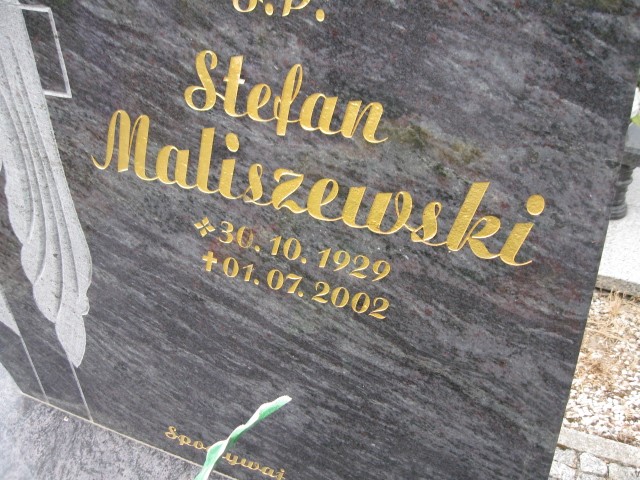 Ś.P.
Stefan
Maliszewski
30.10.1929
01.07.2002